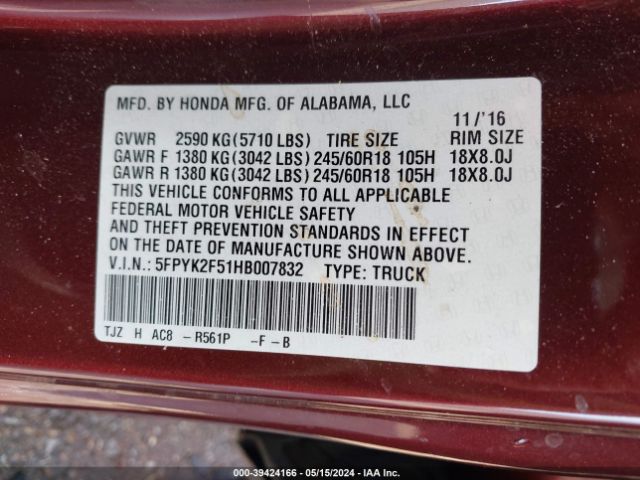 MFD. BY HONDA MFG. OF ALABAMA, LLC 11/'16
GVWR 2590 KG (5710 LBS) TIRE SIZE RIM SIZE
GAWR F 1380 KG (3042 LBS) 245/60R18 105H 18X8.0J
GAWR R 1380 KG (3042 LBS) 245/60R18 105H 18X8.0J
THIS VEHICLE CONFORMS TO ALL APPLICABLE
FEDERAL MOTOR VEHICLE SAFETY
AND THEFT PREVENTION STANDARDS IN EFFECT
ON THE DATE OF MANUFACTURE SHOWN ABOVE.
V.I.N.: 5FPYK2F51HB007832 TYPE: TRUCK
TJZ H AC8 - R561P -F - B
000-39424166 - 05/15/2024 - IAA Inc.